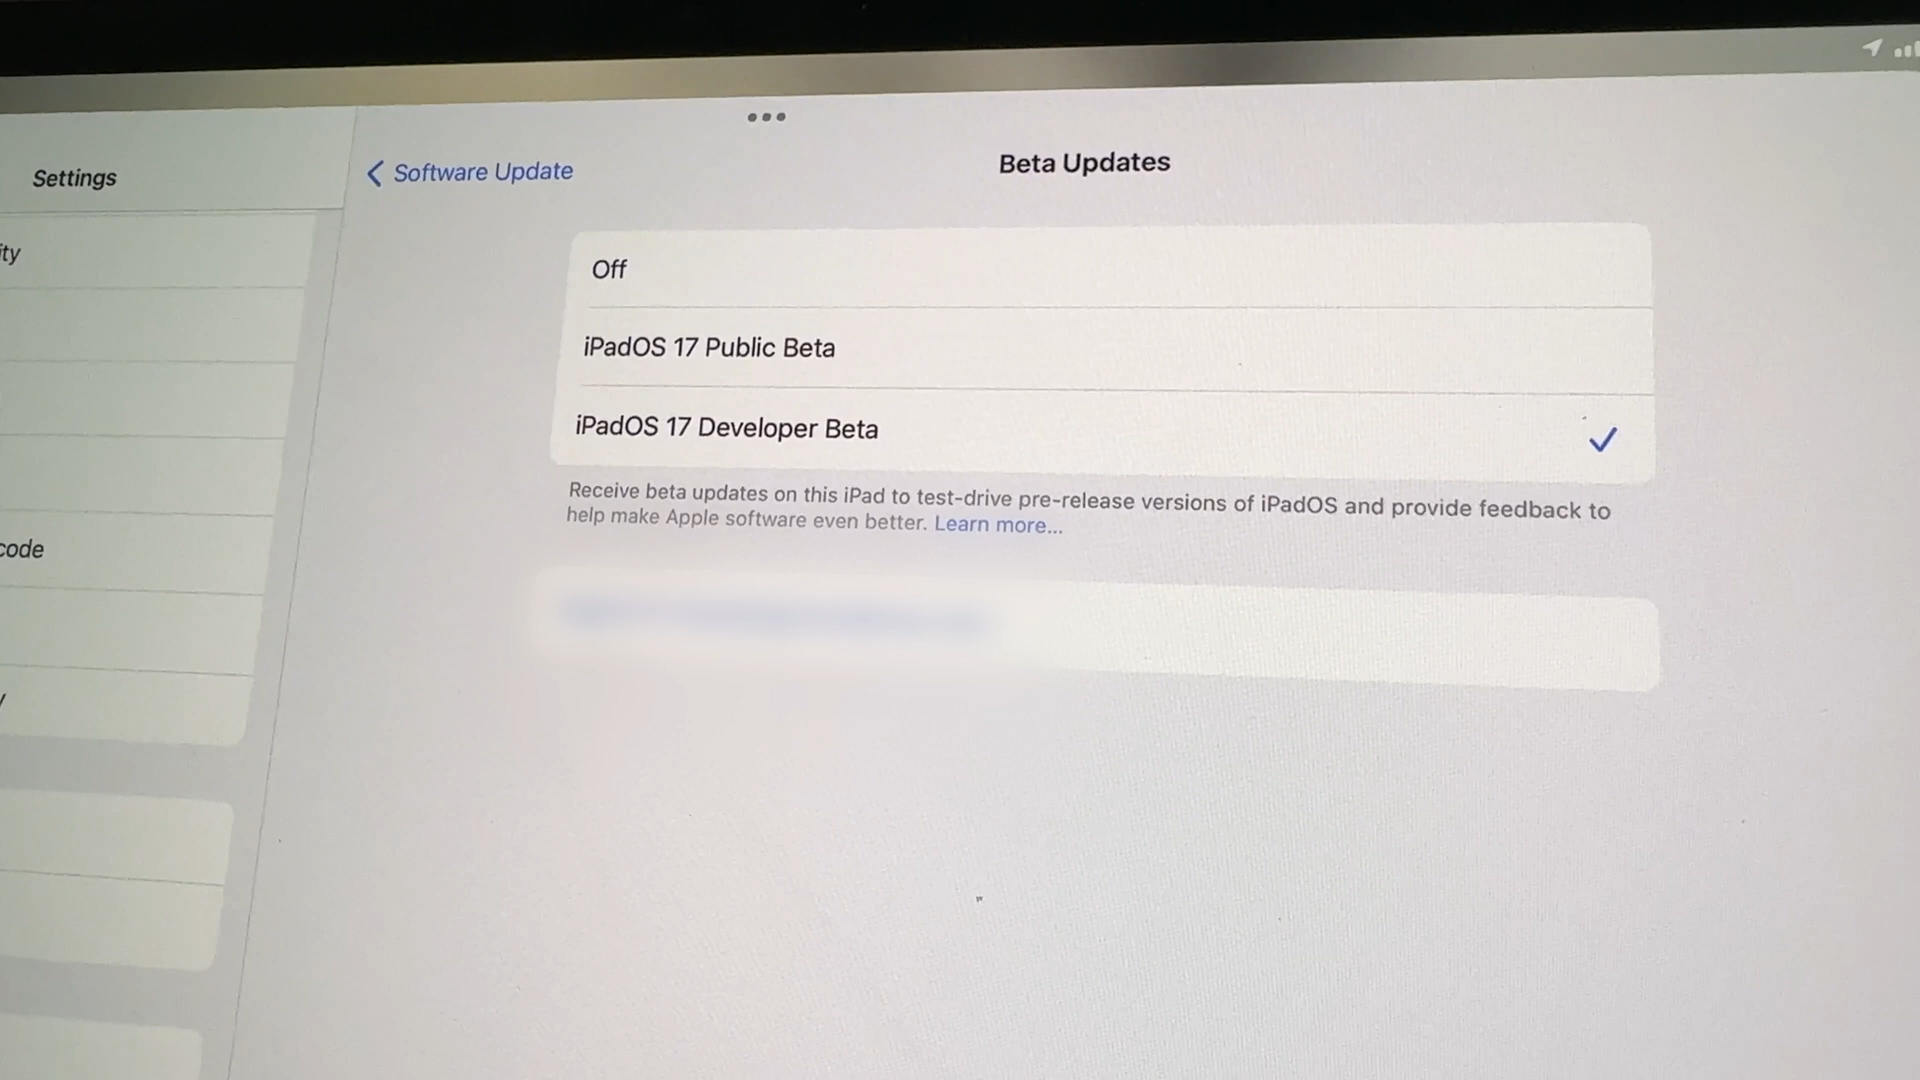 Settings
Software Update
Beta Updates
ity
Off
iPadOS 17 Public Beta
iPadOS 17 Developer Beta
Receive beta updates on this iPad to test-drive pre-release versions of iPadOS and provide feedback to
help make Apple software even better. Learn more...
code